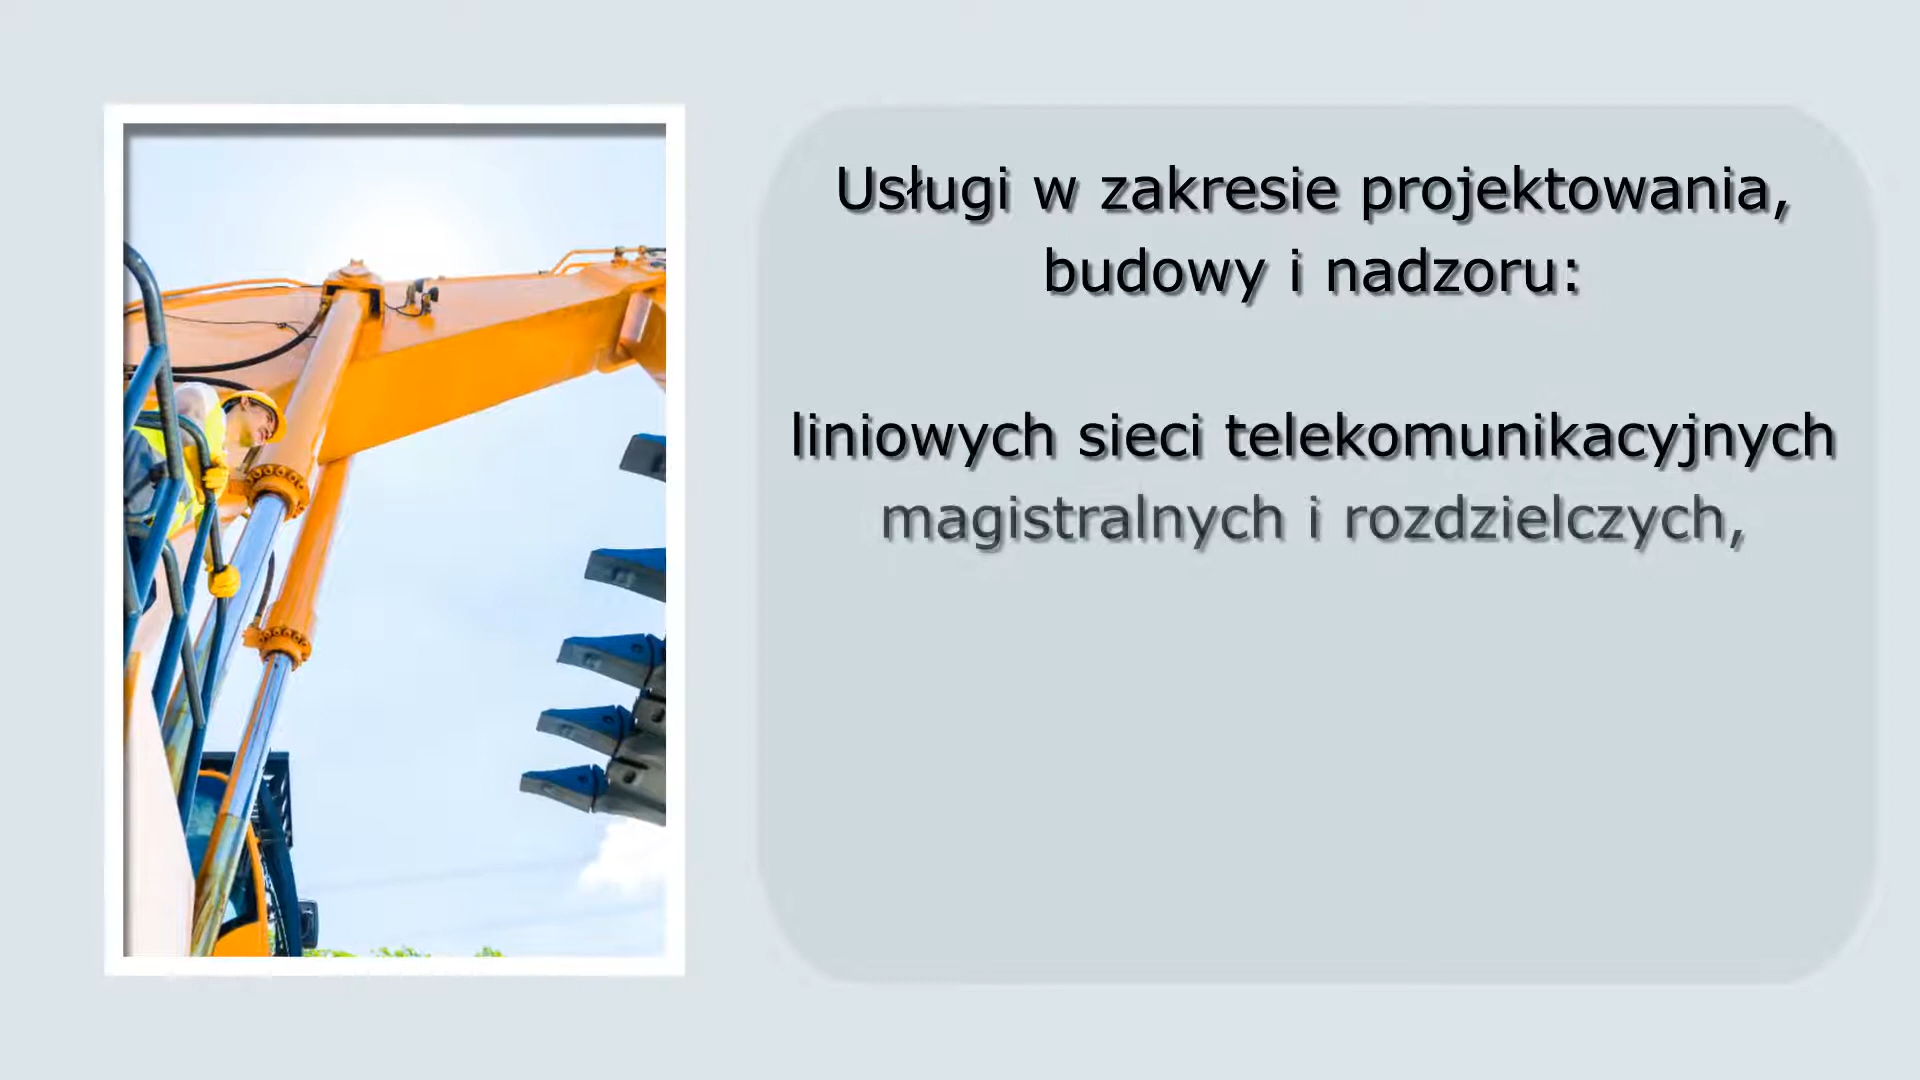 Usługi w zakresie projektowania,
budowy i nadzoru:
liniowych sieci telekomunikacyjnych
magistralnych i rozdzielczych,